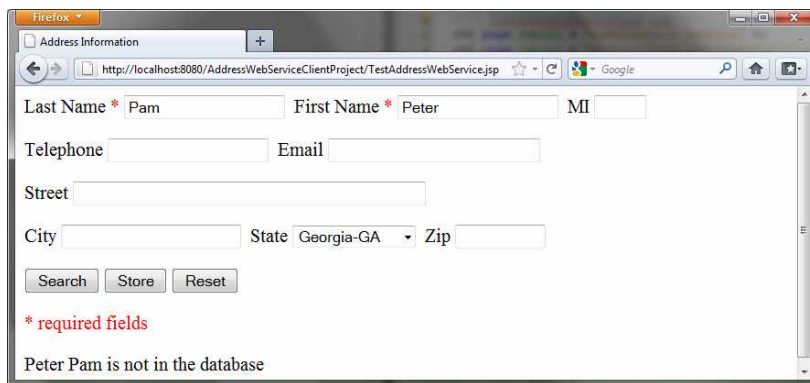 Firefox
Address Information +
http://localhost:8080/AddressWebServiceClientProject/TestAddressWebService.jsp Google
Last Name * Pam First Name * Peter MI
Telephone Email
Street
City State Georgia-GA Zip
Search Store Reset
* required fields
Peter Pam is not in the database